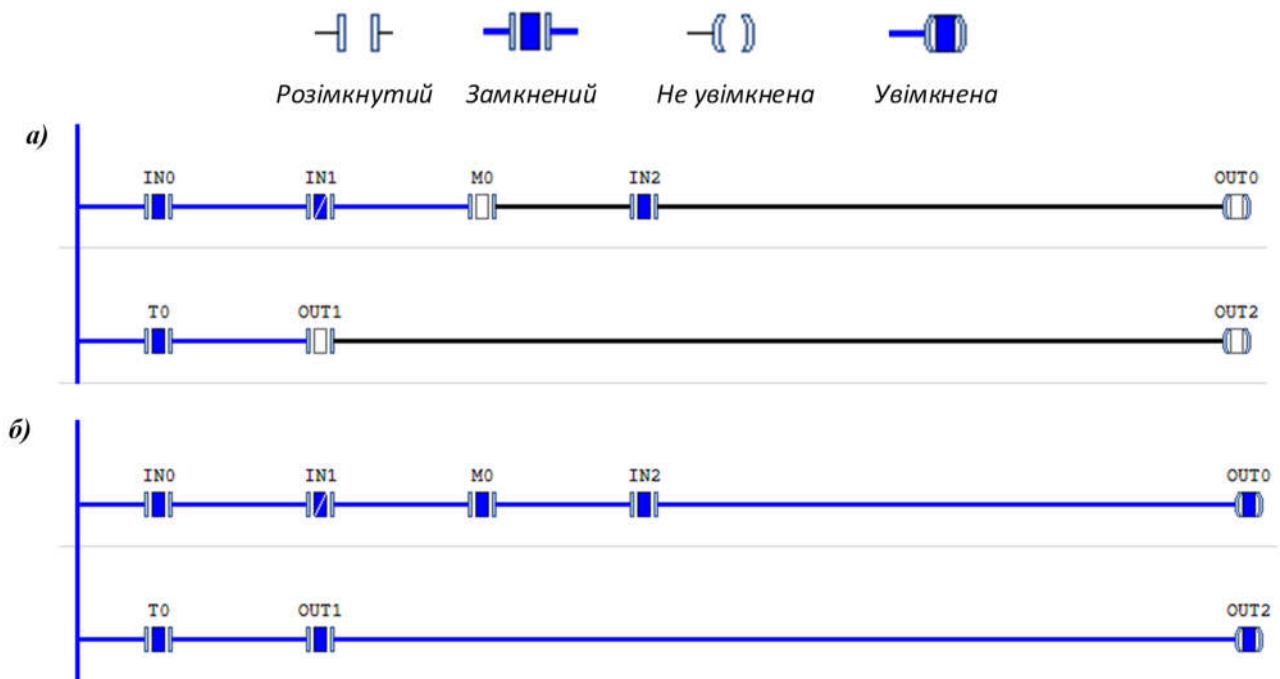 Розімкнутий Замкнений Не увімкнена Увімкнена
а)
IN0 IN1 M0 IN2 OUT0
T0 OUT1 OUT2
б)
IN0 IN1 M0 IN2 OUT0
T0 OUT1 OUT2